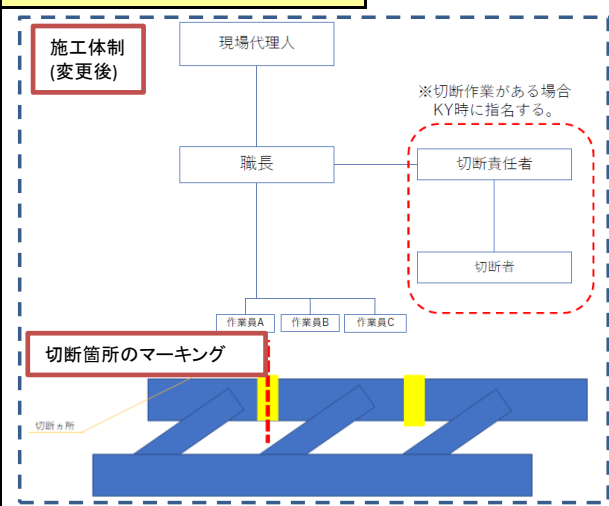 施工体制
(変更後)
現場代理人
※切断作業がある場合
KY時に指名する。
職長
切断責任者
切断者
作業員A
作業員B
作業員C
切断箇所のマーキング
切断ヵ所